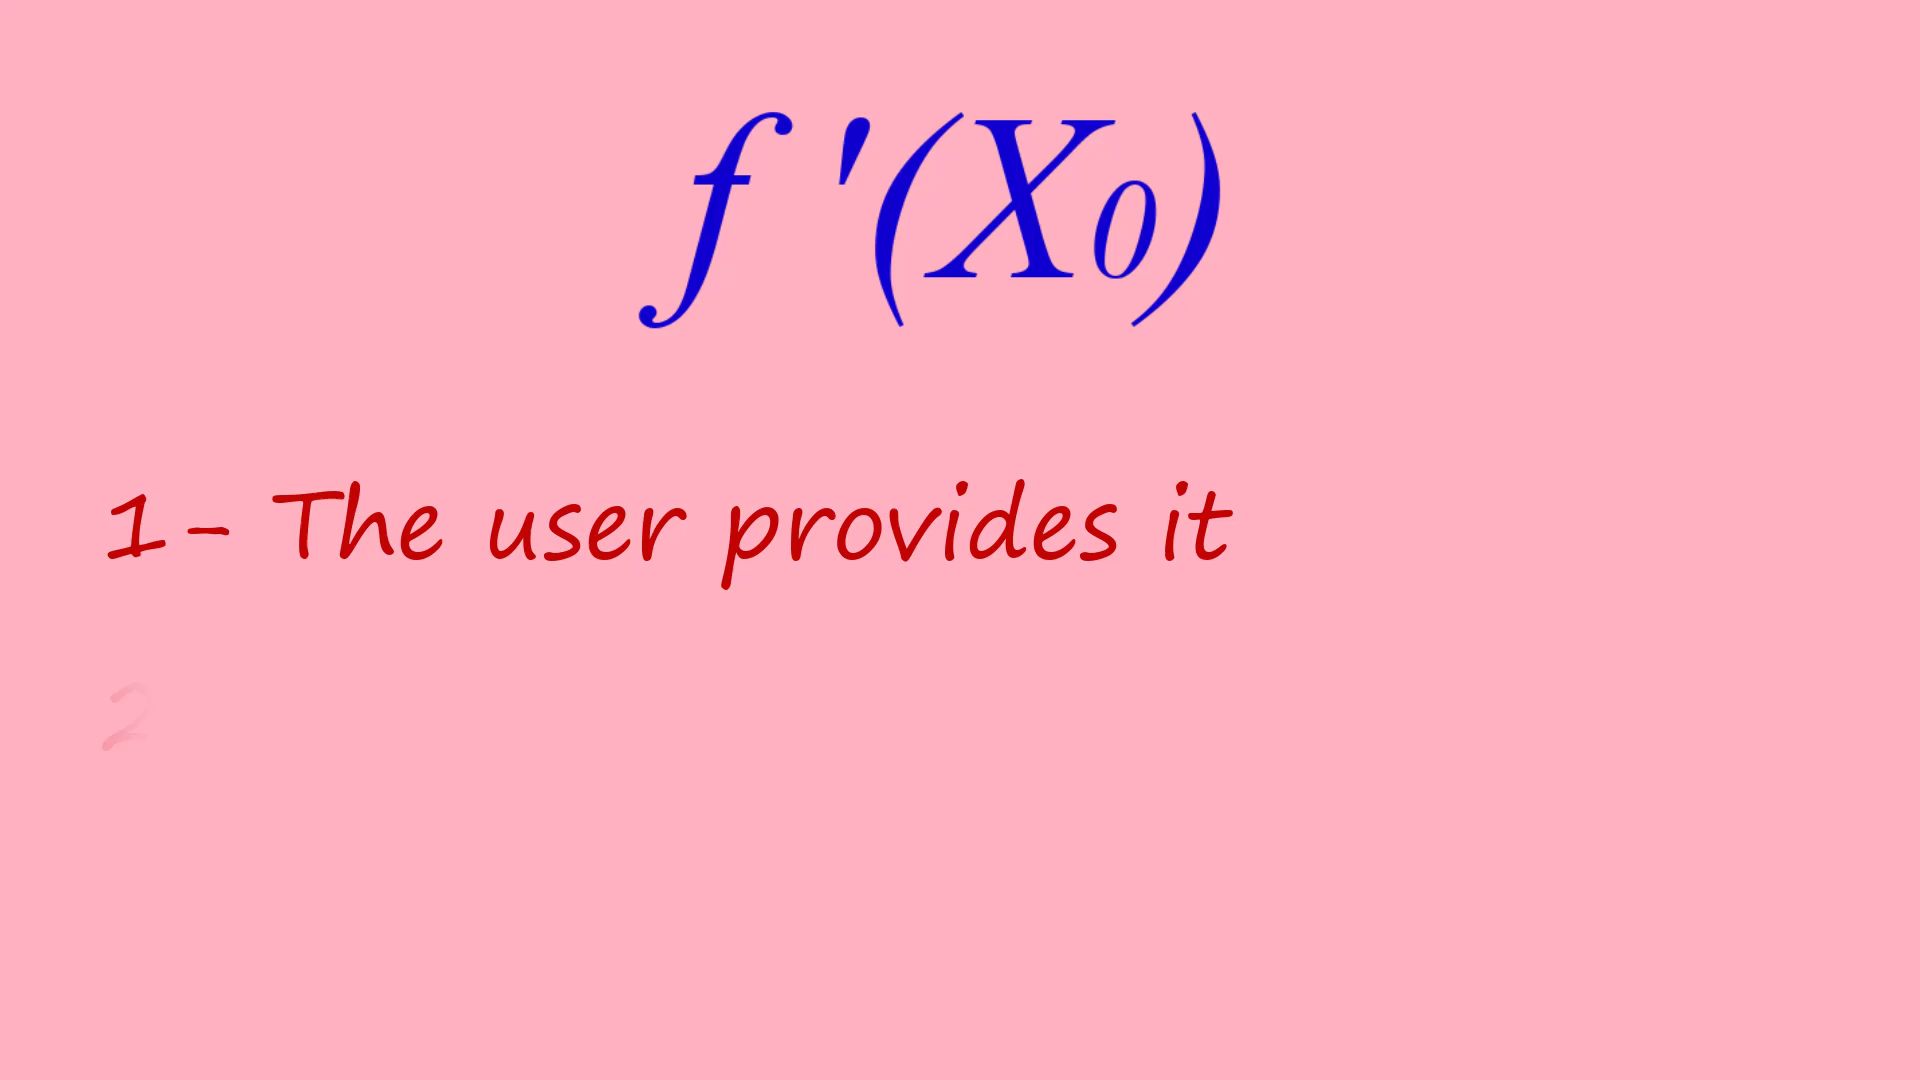 f '(X₀)
1- The user provides it
2